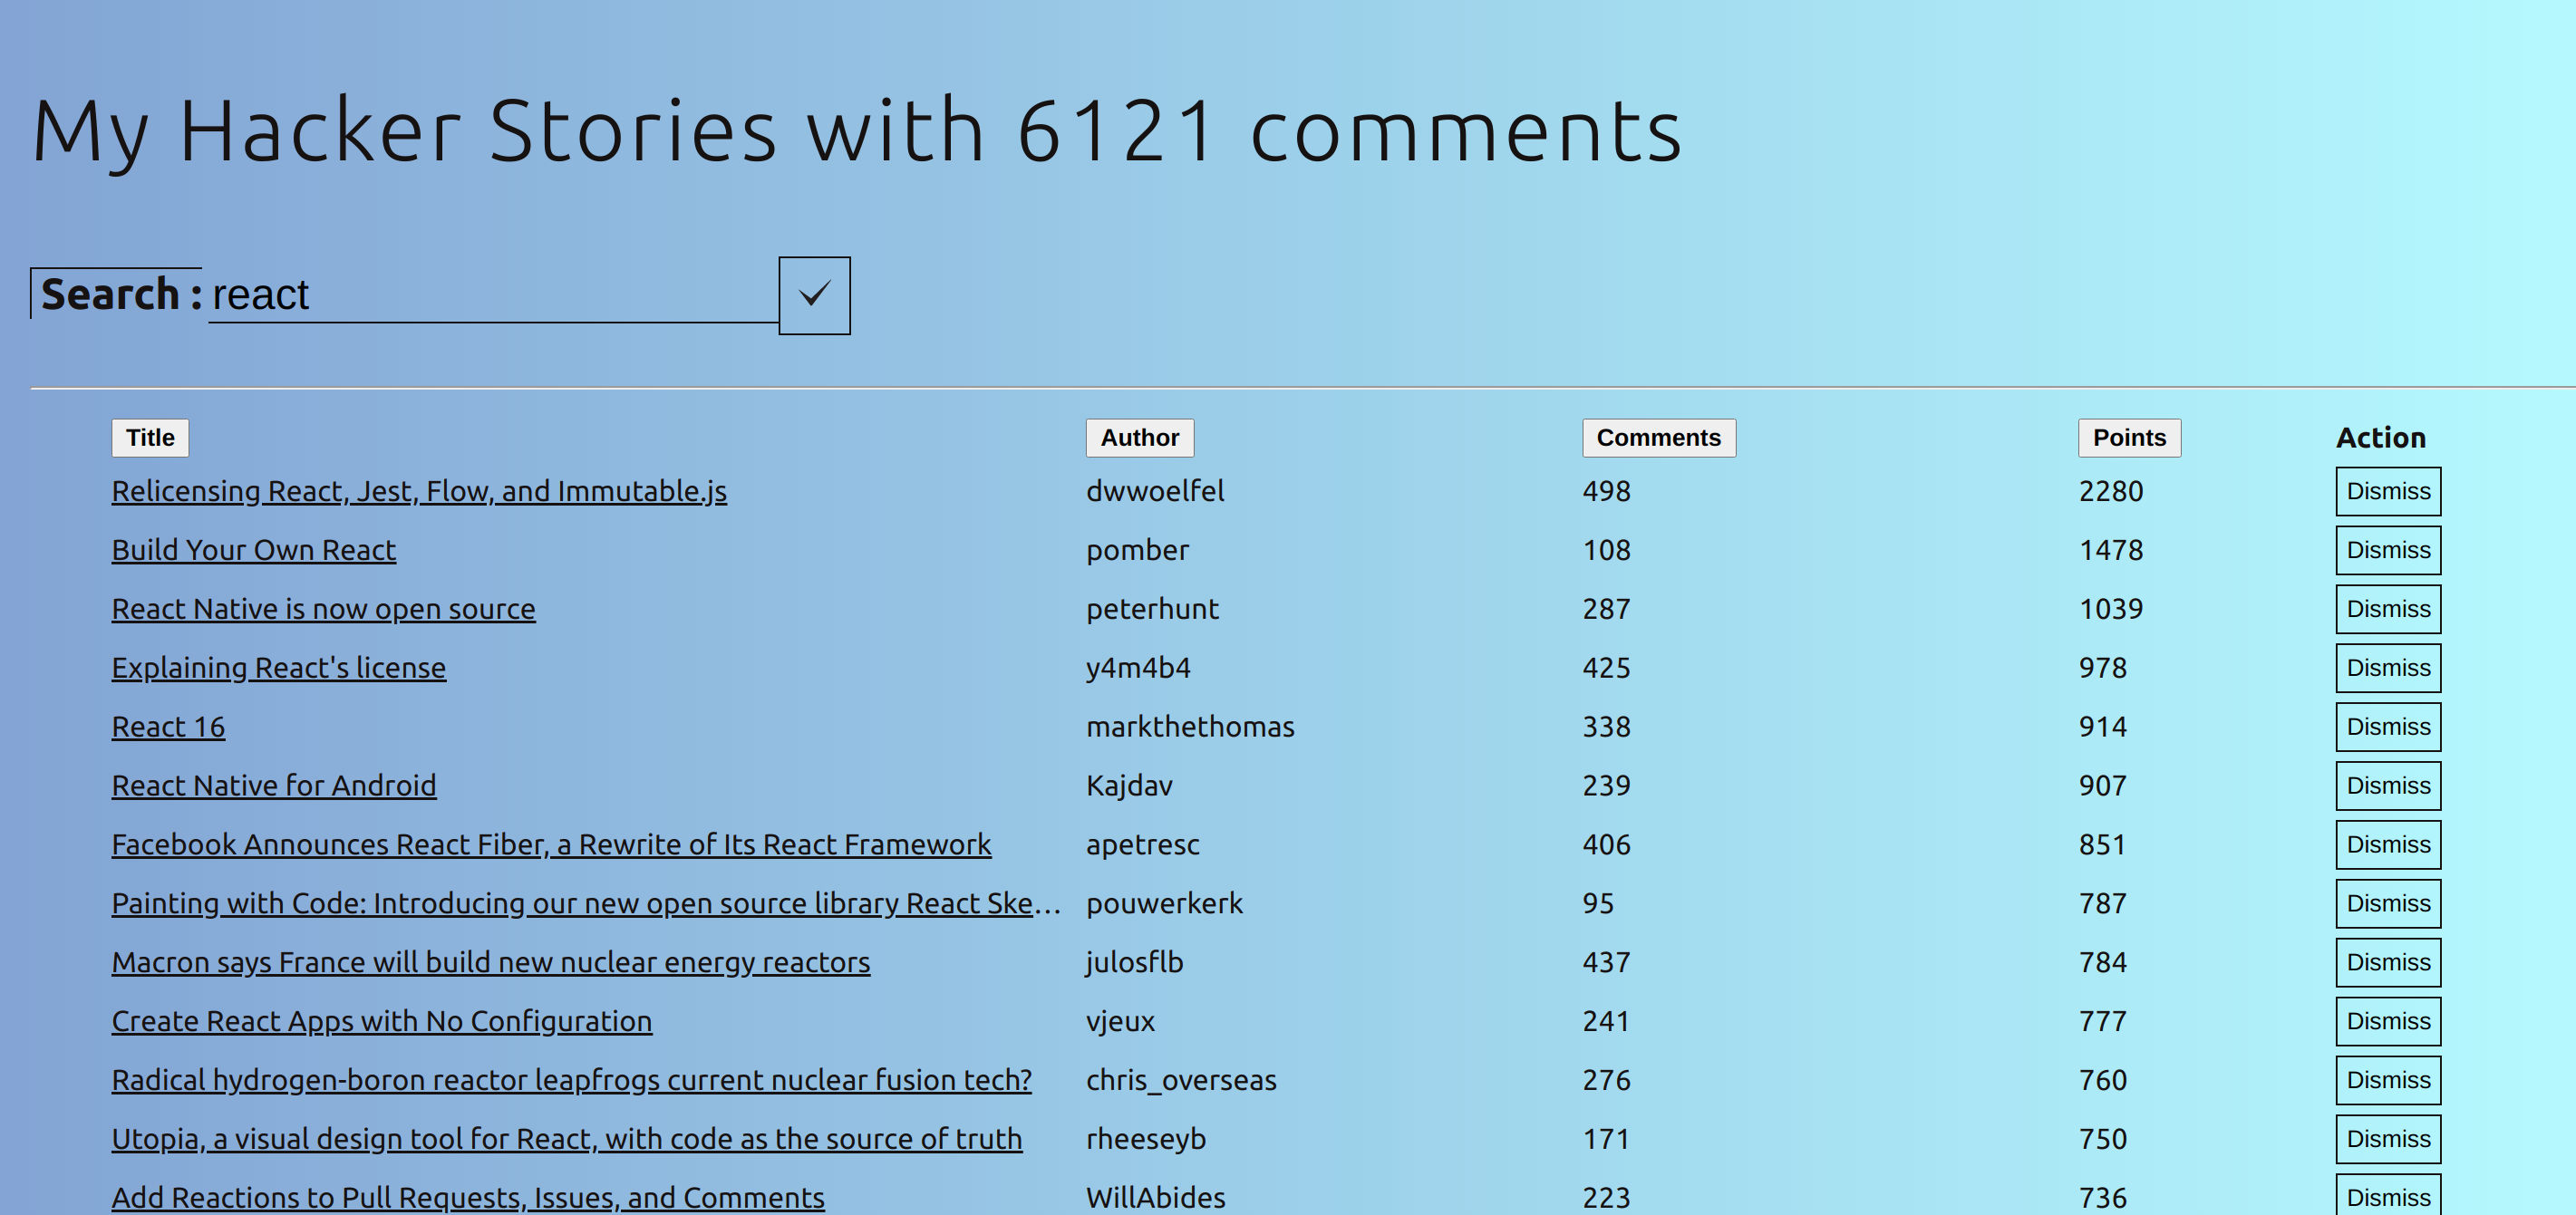 My Hacker Stories with 6121 comments
Search : react
Title Author Comments Points Action
Relicensing React, Jest, Flow, and Immutable.js dwwoelfel 498 2280 Dismiss
Build Your Own React pomber 108 1478 Dismiss
React Native is now open source peterhunt 287 1039 Dismiss
Explaining React's license y4m4b4 425 978 Dismiss
React 16 markthethomas 338 914 Dismiss
React Native for Android Kajdav 239 907 Dismiss
Facebook Announces React Fiber, a Rewrite of Its React Framework apetresc 406 851 Dismiss
Painting with Code: Introducing our new open source library React Ske… pouwerkerk 95 787 Dismiss
Macron says France will build new nuclear energy reactors julosflb 437 784 Dismiss
Create React Apps with No Configuration vjeux 241 777 Dismiss
Radical hydrogen-boron reactor leapfrogs current nuclear fusion tech? chris_overseas 276 760 Dismiss
Utopia, a visual design tool for React, with code as the source of truth rheeseyb 171 750 Dismiss
Add Reactions to Pull Requests, Issues, and Comments WillAbides 223 736 Dismiss